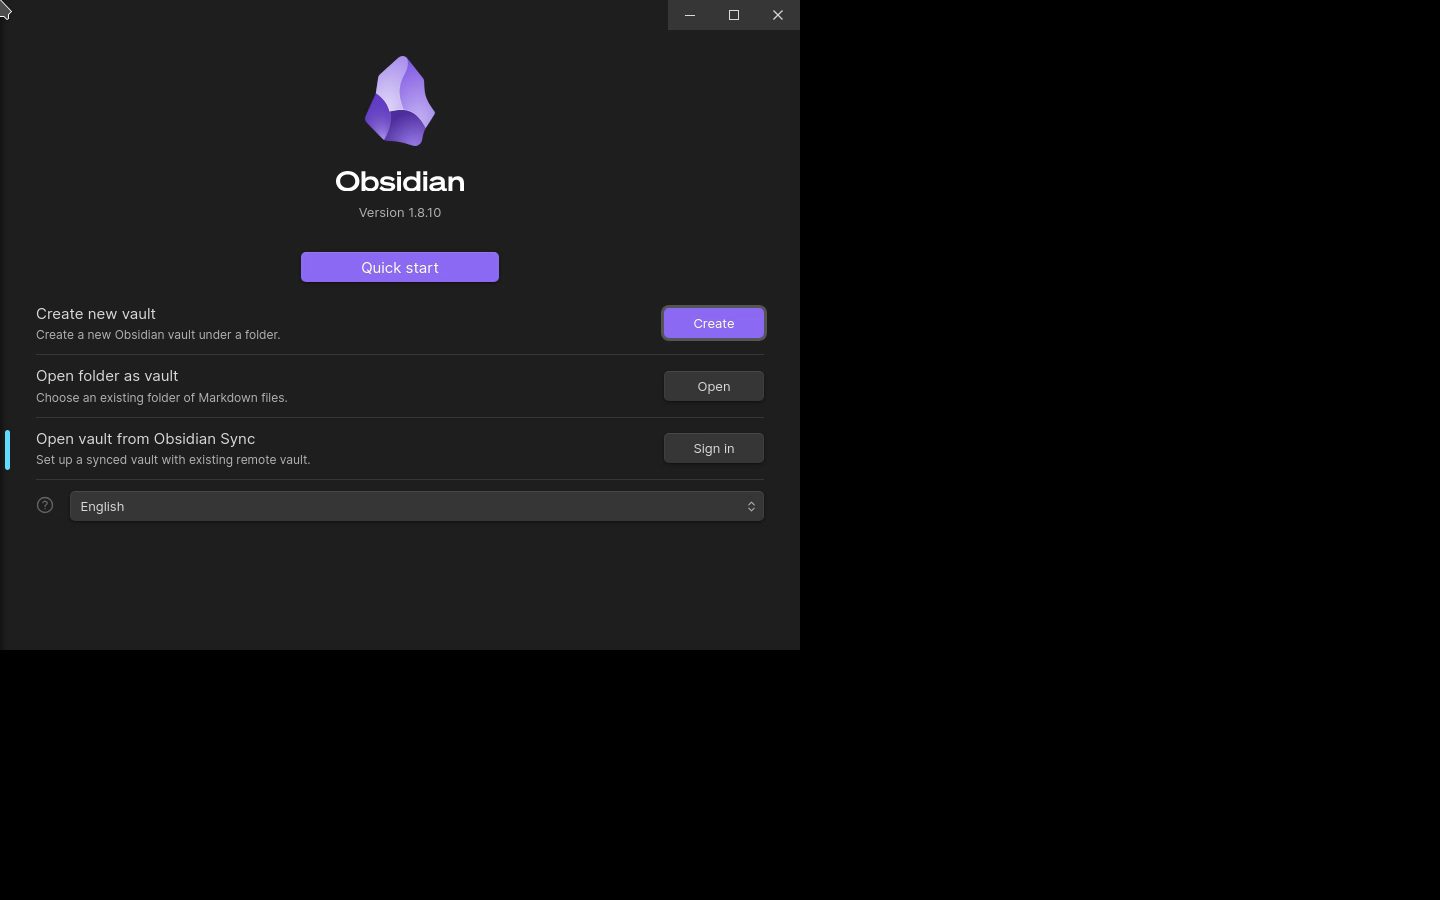 Obsidian
Version 1.8.10
Quick start
Create new vault
Create a new Obsidian vault under a folder.
Create
Open folder as vault
Choose an existing folder of Markdown files.
Open
Open vault from Obsidian Sync
Set up a synced vault with existing remote vault.
Sign in
?
English